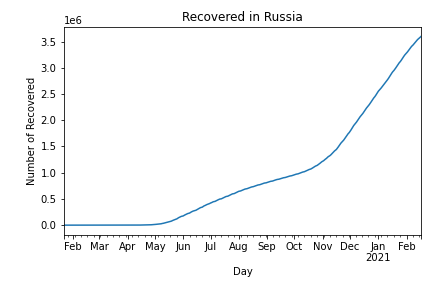 Recovered in Russia
1e6
3.5
3.0
2.5
2.0
1.5
1.0
0.5
0.0
Number of Recovered
Feb Mar Apr May Jun Jul Aug Sep Oct Nov Dec Jan Feb
2021
Day